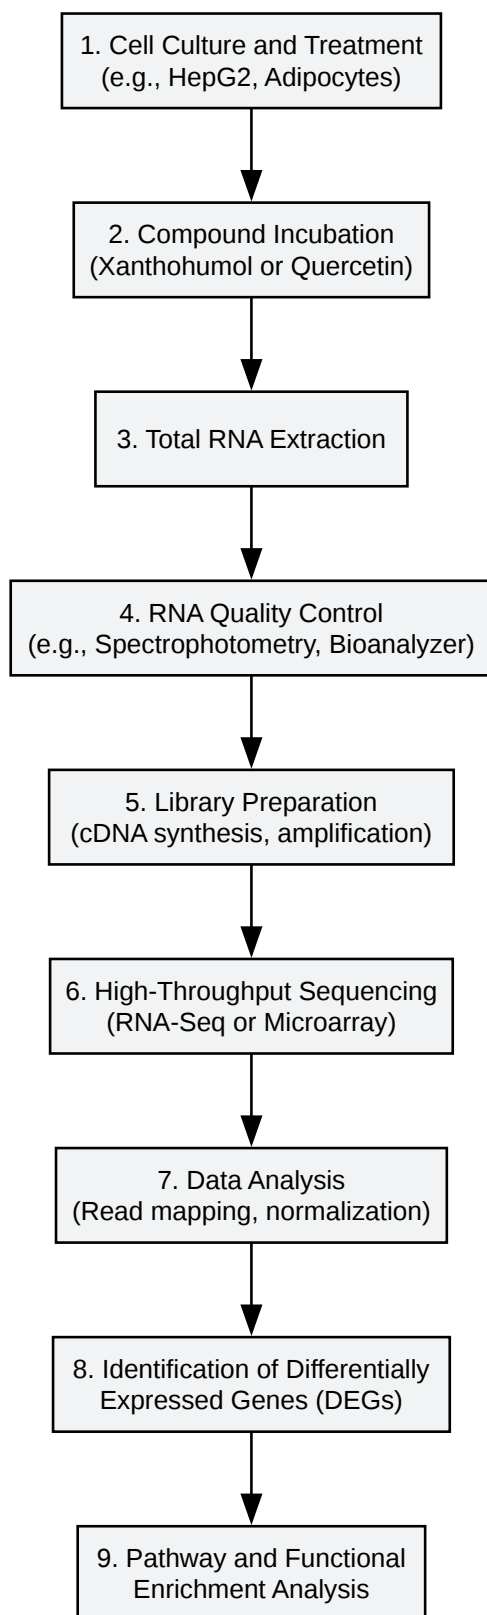 1. Cell Culture and Treatment
(e.g., HepG2, Adipocytes)
2. Compound Incubation
(Xanthohumol or Quercetin)
3. Total RNA Extraction
4. RNA Quality Control
(e.g., Spectrophotometry, Bioanalyzer)
5. Library Preparation
(cDNA synthesis, amplification)
6. High-Throughput Sequencing
(RNA-Seq or Microarray)
7. Data Analysis
(Read mapping, normalization)
8. Identification of Differentially
Expressed Genes (DEGs)
9. Pathway and Functional
Enrichment Analysis